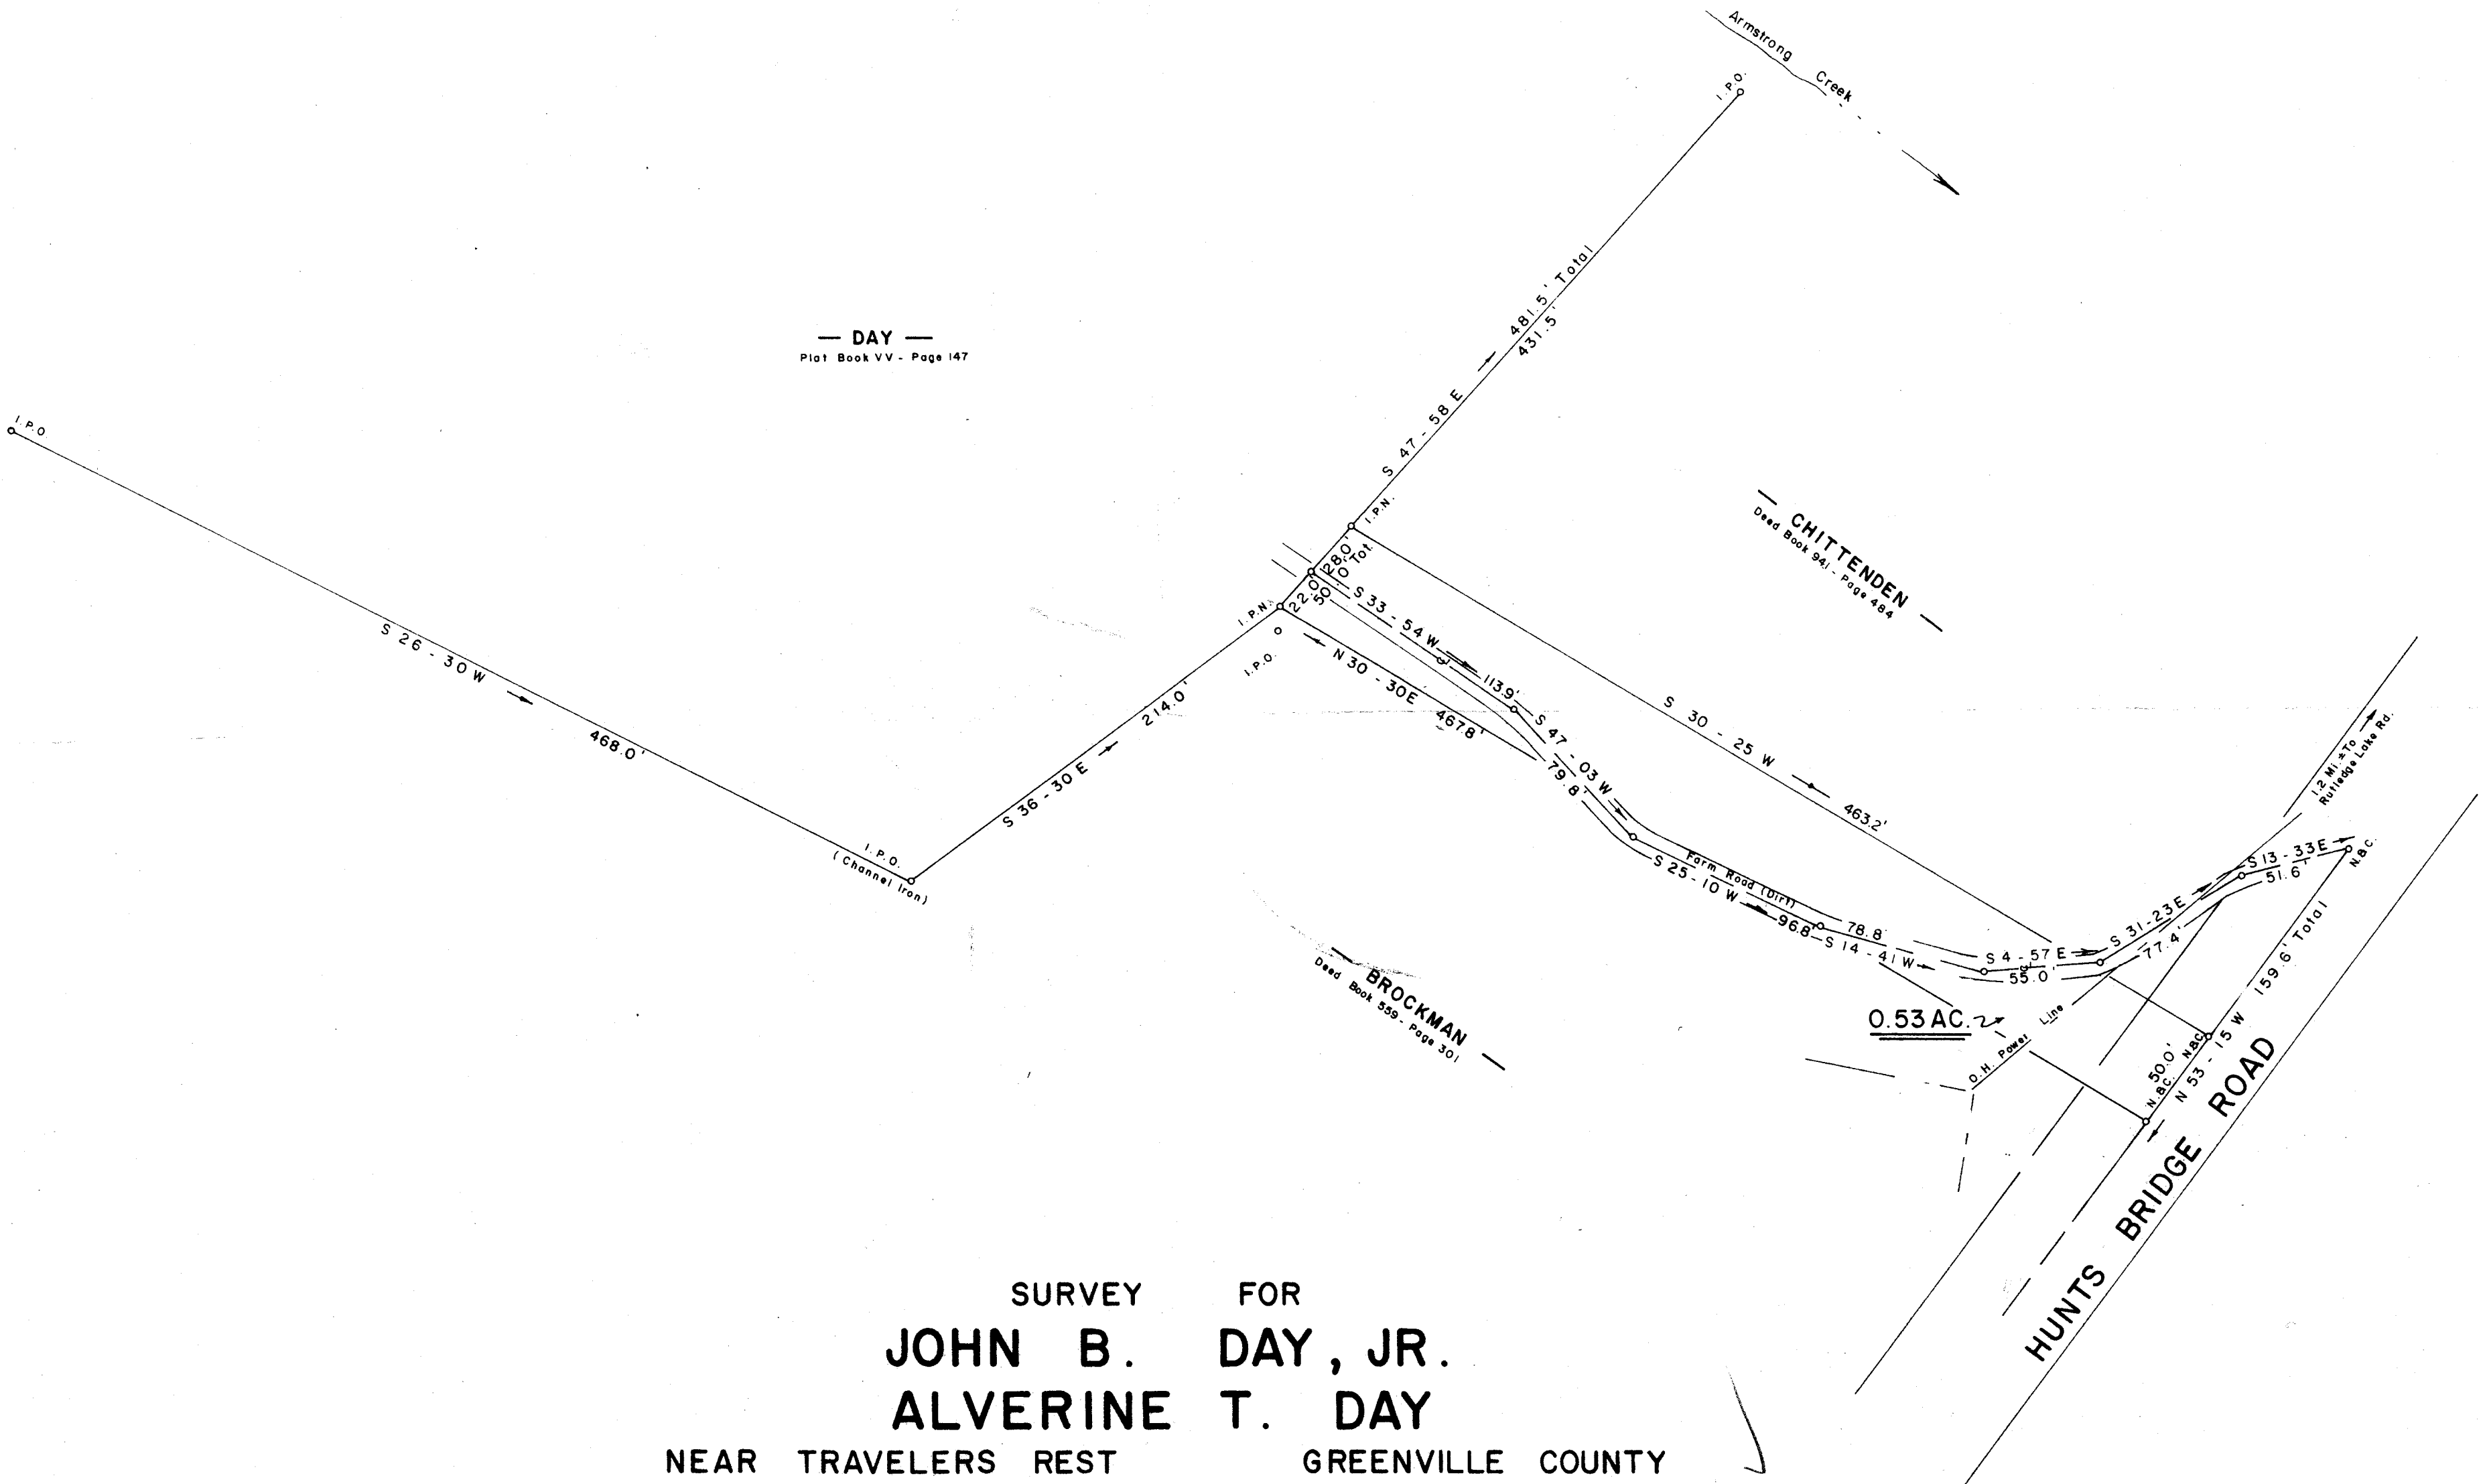 Armstrong Creek
I.P.O.
481.5' Total
431.5'
S 47 - 58 E
— DAY —
Plat Book VV - Page 147
I.P.O.
S 26 - 30 W
468.0'
I.P.O.
(Channel Iron)
S 36 - 30 E 214.0'
I.P.N.
I.P.N.
I.P.O.
28.0'
22.0'
50.0' Tot.
— CHITTENDEN —
Deed Book 941 - Page 484
S 33 - 54 W 113.9'
N 30 - 30E 467.8'
S 47 - 03 W
79.8'
S 30 - 25 W 463.2'
Farm Road (Dirt)
S 25 - 10 W 96.8'
S 14 - 41 W
78.8'
S 4 - 57 E
55.0'
S 31 - 23 E
77.4'
S 13 - 33 E
51.6'
N.&C.
1.2 Mi. ± To
Rutledge Lake Rd.
N 53 - 15 W 159.6' Total
50.0'
N.&C.
N.&C.
0.53 AC.
O.H. Power Line
— BROCKMAN —
Deed Book 559 - Page 301
HUNTS BRIDGE ROAD
SURVEY FOR
JOHN B. DAY, JR.
ALVERINE T. DAY
NEAR TRAVELERS REST GREENVILLE COUNTY